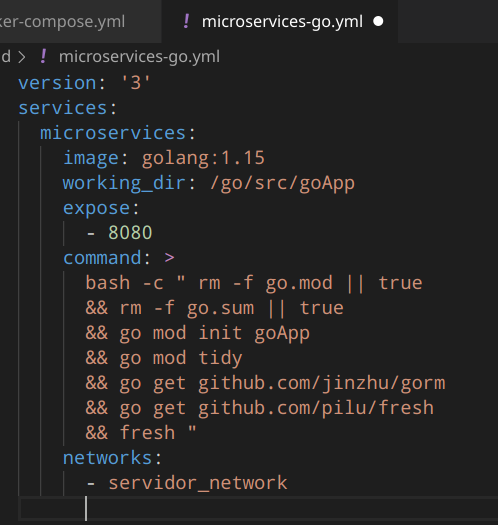 ker-compose.yml
! microservices-go.yml
d > ! microservices-go.yml
version: '3'
services:
  microservices:
    image: golang:1.15
    working_dir: /go/src/goApp
    expose:
      - 8080
    command: >
      bash -c " rm -f go.mod || true
      && rm -f go.sum || true
      && go mod init goApp
      && go mod tidy
      && go get github.com/jinzhu/gorm
      && go get github.com/pilu/fresh
      && fresh "
    networks:
      - servidor_network